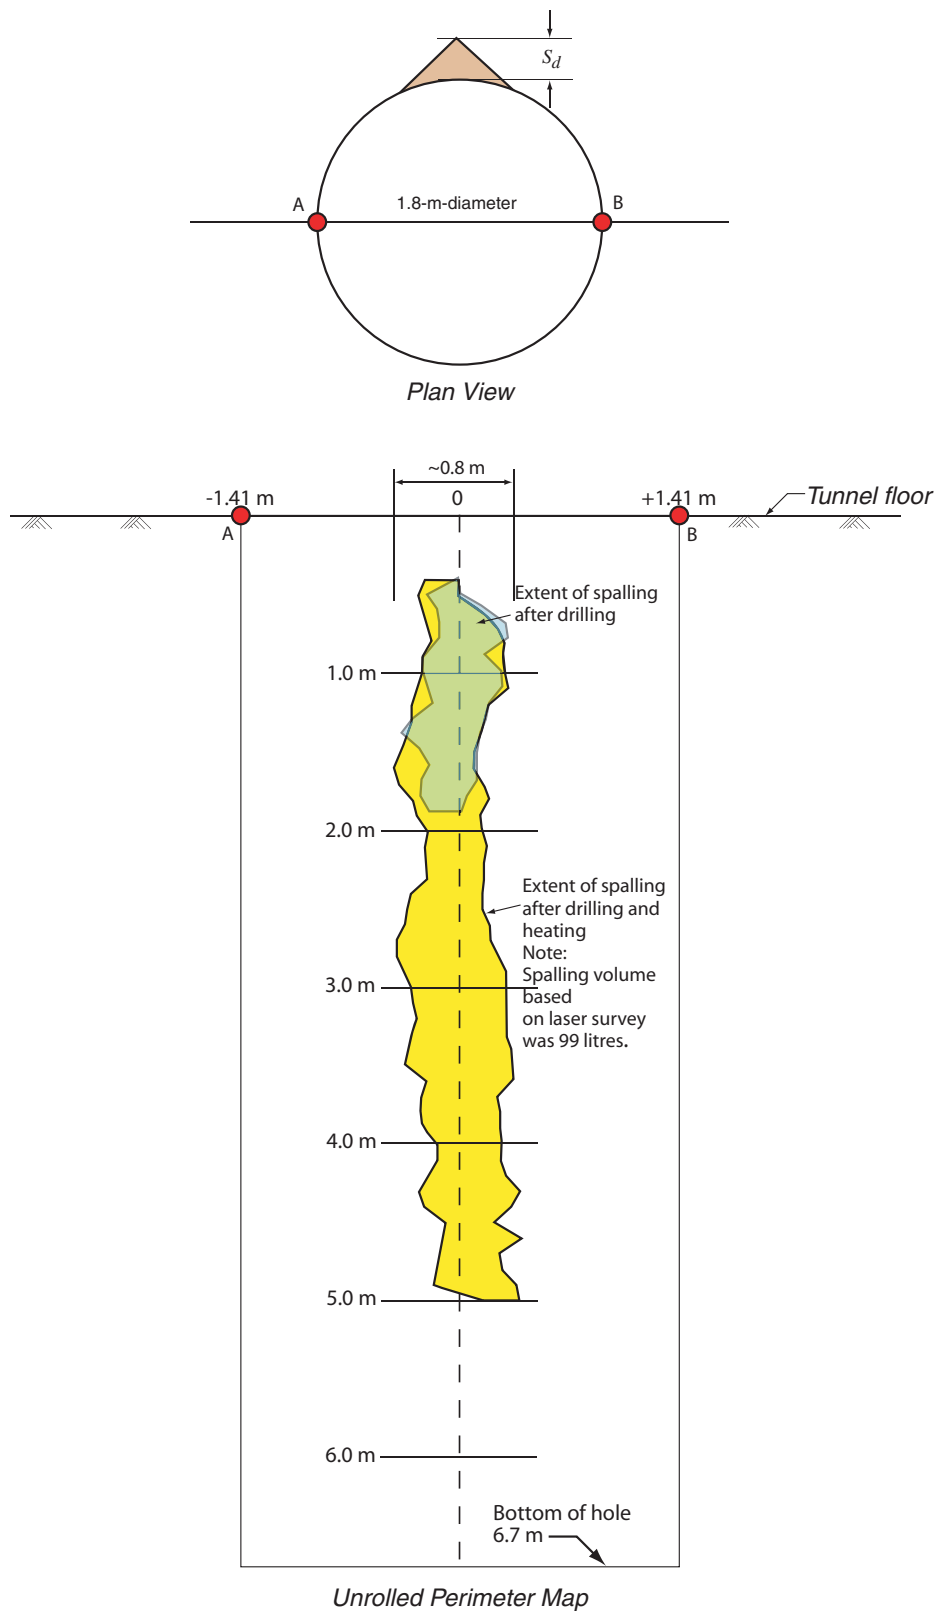 S_d
A
1.8-m-diameter
B
Plan View
~0.8 m
-1.41 m
0
+1.41 m
Tunnel floor
A
B
Extent of spalling
after drilling
1.0 m
2.0 m
Extent of spalling
after drilling and
heating
Note:
Spalling volume
based
on laser survey
was 99 litres.
3.0 m
4.0 m
5.0 m
6.0 m
Bottom of hole
6.7 m
Unrolled Perimeter Map